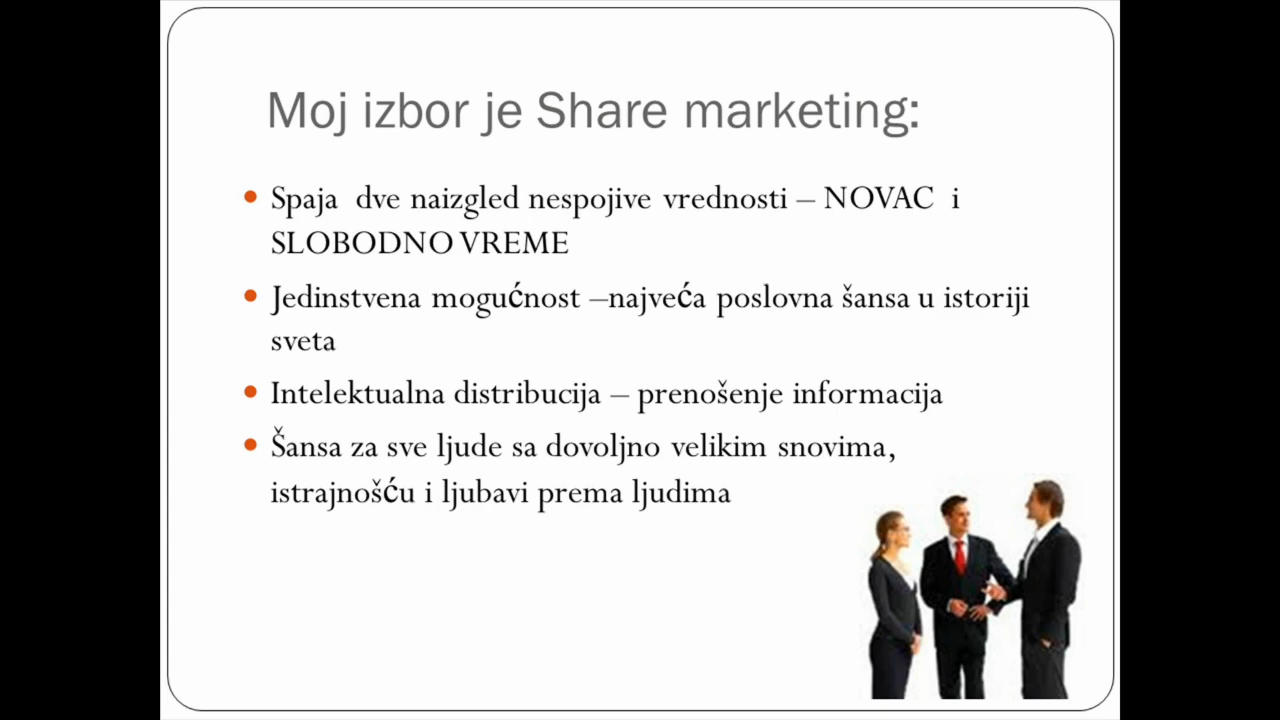 Moj izbor je Share marketing:
Spaja dve naizgled nespojive vrednosti – NOVAC i
SLOBODNO VREME
Jedinstvena mogućnost –najveća poslovna šansa u istoriji
sveta
Intelektualna distribucija – prenošenje informacija
Šansa za sve ljude sa dovoljno velikim snovima,
istrajnošću i ljubavi prema ljudima